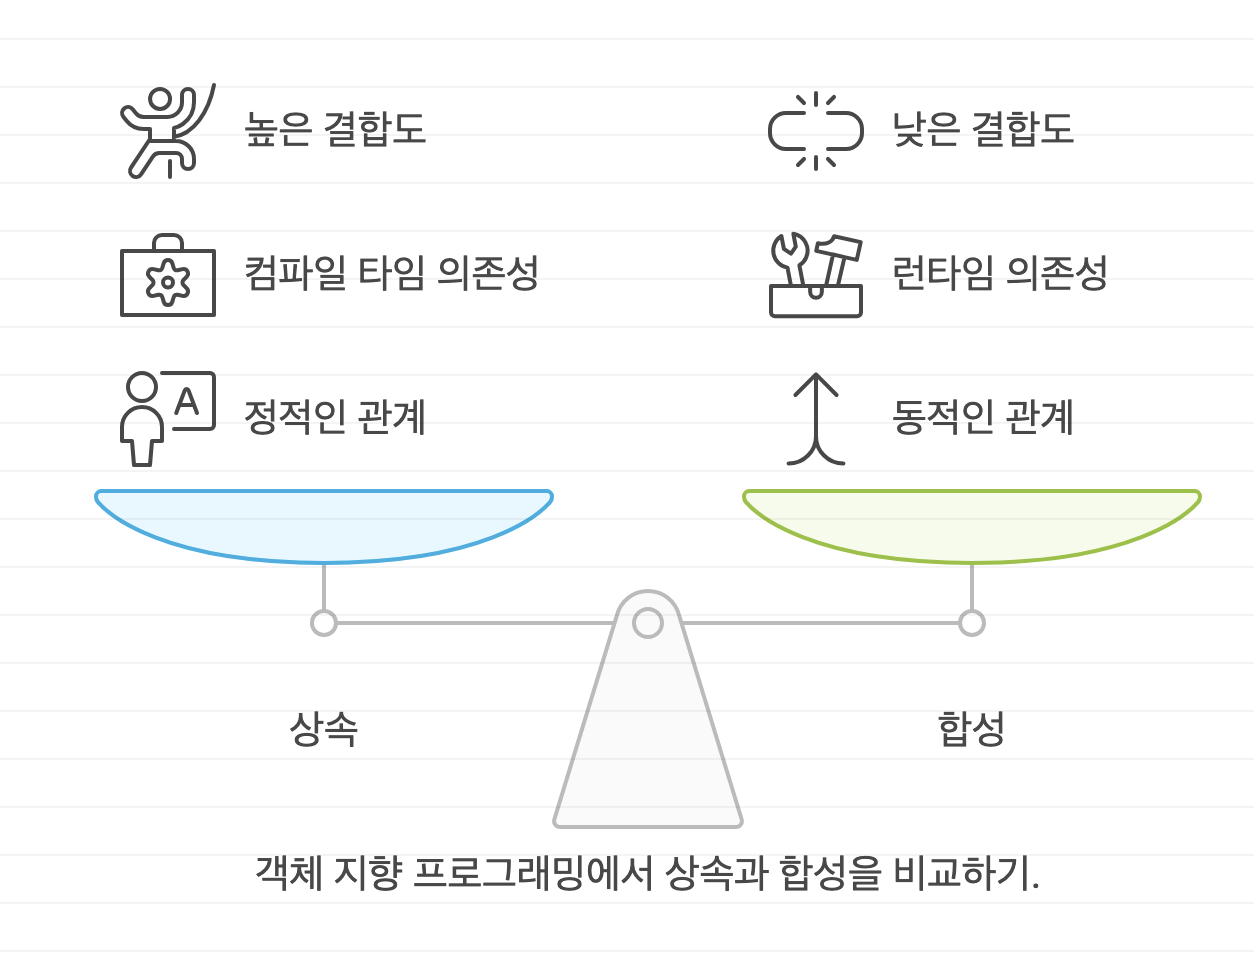 높은 결합도
컴파일 타임 의존성
정적인 관계
A
낮은 결합도
런타임 의존성
동적인 관계
상속
합성
객체 지향 프로그래밍에서 상속과 합성을 비교하기.